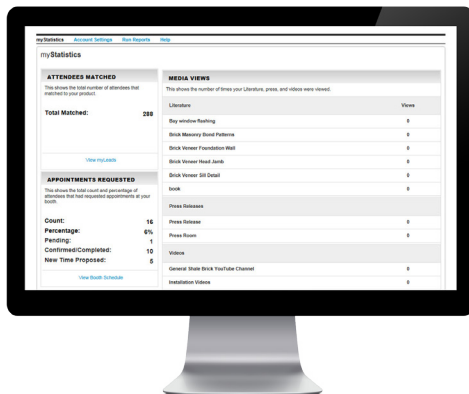 myStatistics Account Settings Run Reports Help
myStatistics
ATTENDEES MATCHED
This shows the total number of attendees that
matched to your product.
Total Matched: 288
View myLeads
APPOINTMENTS REQUESTED
This shows the total count and percentage of
attendees that had requested appointments at your
booth.
Count: 16
Percentage: 6%
Pending: 1
Confirmed/Completed: 10
New Time Proposed: 5
View Booth Schedule
MEDIA VIEWS
This shows the number of times your Literature, press, and videos were viewed.
Literature Views
Bay window flashing 0
Brick Masonry Bond Patterns 0
Brick Veneer Foundation Wall 0
Brick Veneer Head Jamb 0
Brick Veneer Sill Detail 0
book 0
Press Releases
Press Release 0
Press Room 0
Videos
General Shale Brick YouTube Channel 0
Installation Videos 0